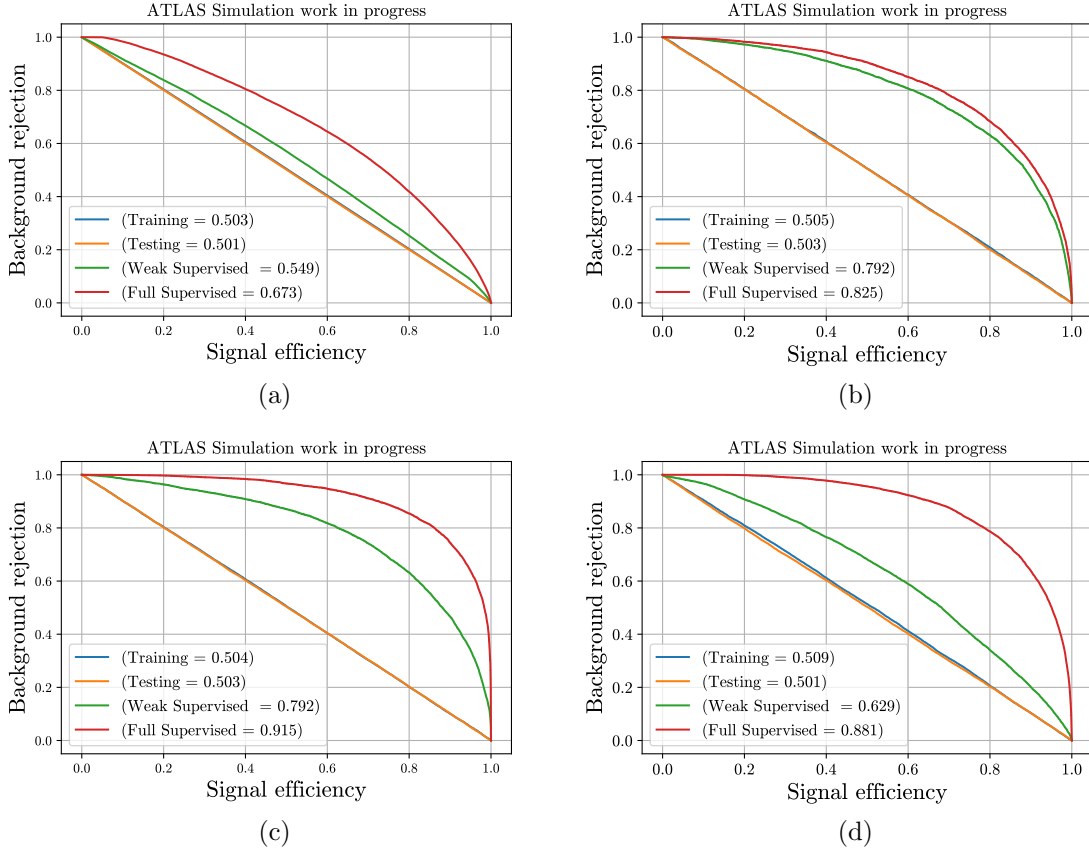 ATLAS Simulation work in progress
Background rejection
1.0
0.8
0.6
0.4
0.2
0.0
(Training = 0.503)
(Testing = 0.501)
(Weak Supervised = 0.549)
(Full Supervised = 0.673)
0.0 0.2 0.4 0.6 0.8 1.0
Signal efficiency
(a)
ATLAS Simulation work in progress
Background rejection
1.0
0.8
0.6
0.4
0.2
0.0
(Training = 0.505)
(Testing = 0.503)
(Weak Supervised = 0.792)
(Full Supervised = 0.825)
0.0 0.2 0.4 0.6 0.8 1.0
Signal efficiency
(b)
ATLAS Simulation work in progress
Background rejection
1.0
0.8
0.6
0.4
0.2
0.0
(Training = 0.504)
(Testing = 0.503)
(Weak Supervised = 0.792)
(Full Supervised = 0.915)
0.0 0.2 0.4 0.6 0.8 1.0
Signal efficiency
(c)
ATLAS Simulation work in progress
Background rejection
1.0
0.8
0.6
0.4
0.2
0.0
(Training = 0.509)
(Testing = 0.501)
(Weak Supervised = 0.629)
(Full Supervised = 0.881)
0.0 0.2 0.4 0.6 0.8 1.0
Signal efficiency
(d)